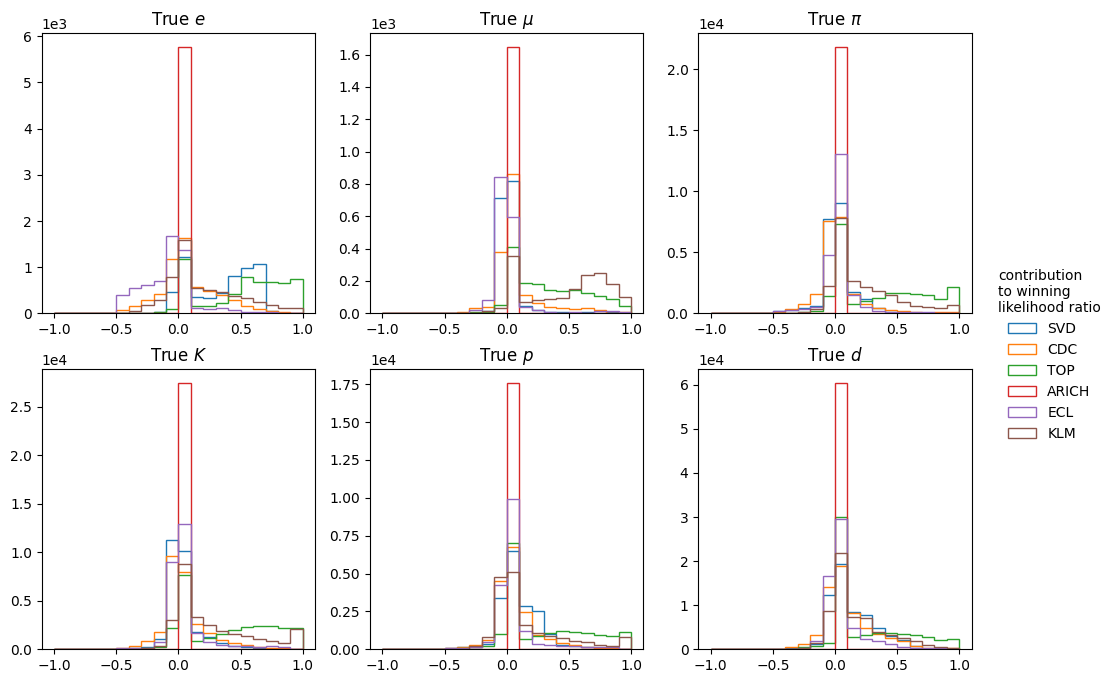 True e
1e3
6
5
4
3
2
1
0
−1.0 −0.5 0.0 0.5 1.0
True μ
1e3
1.6
1.4
1.2
1.0
0.8
0.6
0.4
0.2
0.0
−1.0 −0.5 0.0 0.5 1.0
True π
1e4
2.0
1.5
1.0
0.5
0.0
−1.0 −0.5 0.0 0.5 1.0
True K
1e4
2.5
2.0
1.5
1.0
0.5
0.0
−1.0 −0.5 0.0 0.5 1.0
True p
1e4
1.75
1.50
1.25
1.00
0.75
0.50
0.25
0.00
−1.0 −0.5 0.0 0.5 1.0
True d
1e4
6
5
4
3
2
1
0
−1.0 −0.5 0.0 0.5 1.0
contribution
to winning
likelihood ratio
SVD
CDC
TOP
ARICH
ECL
KLM